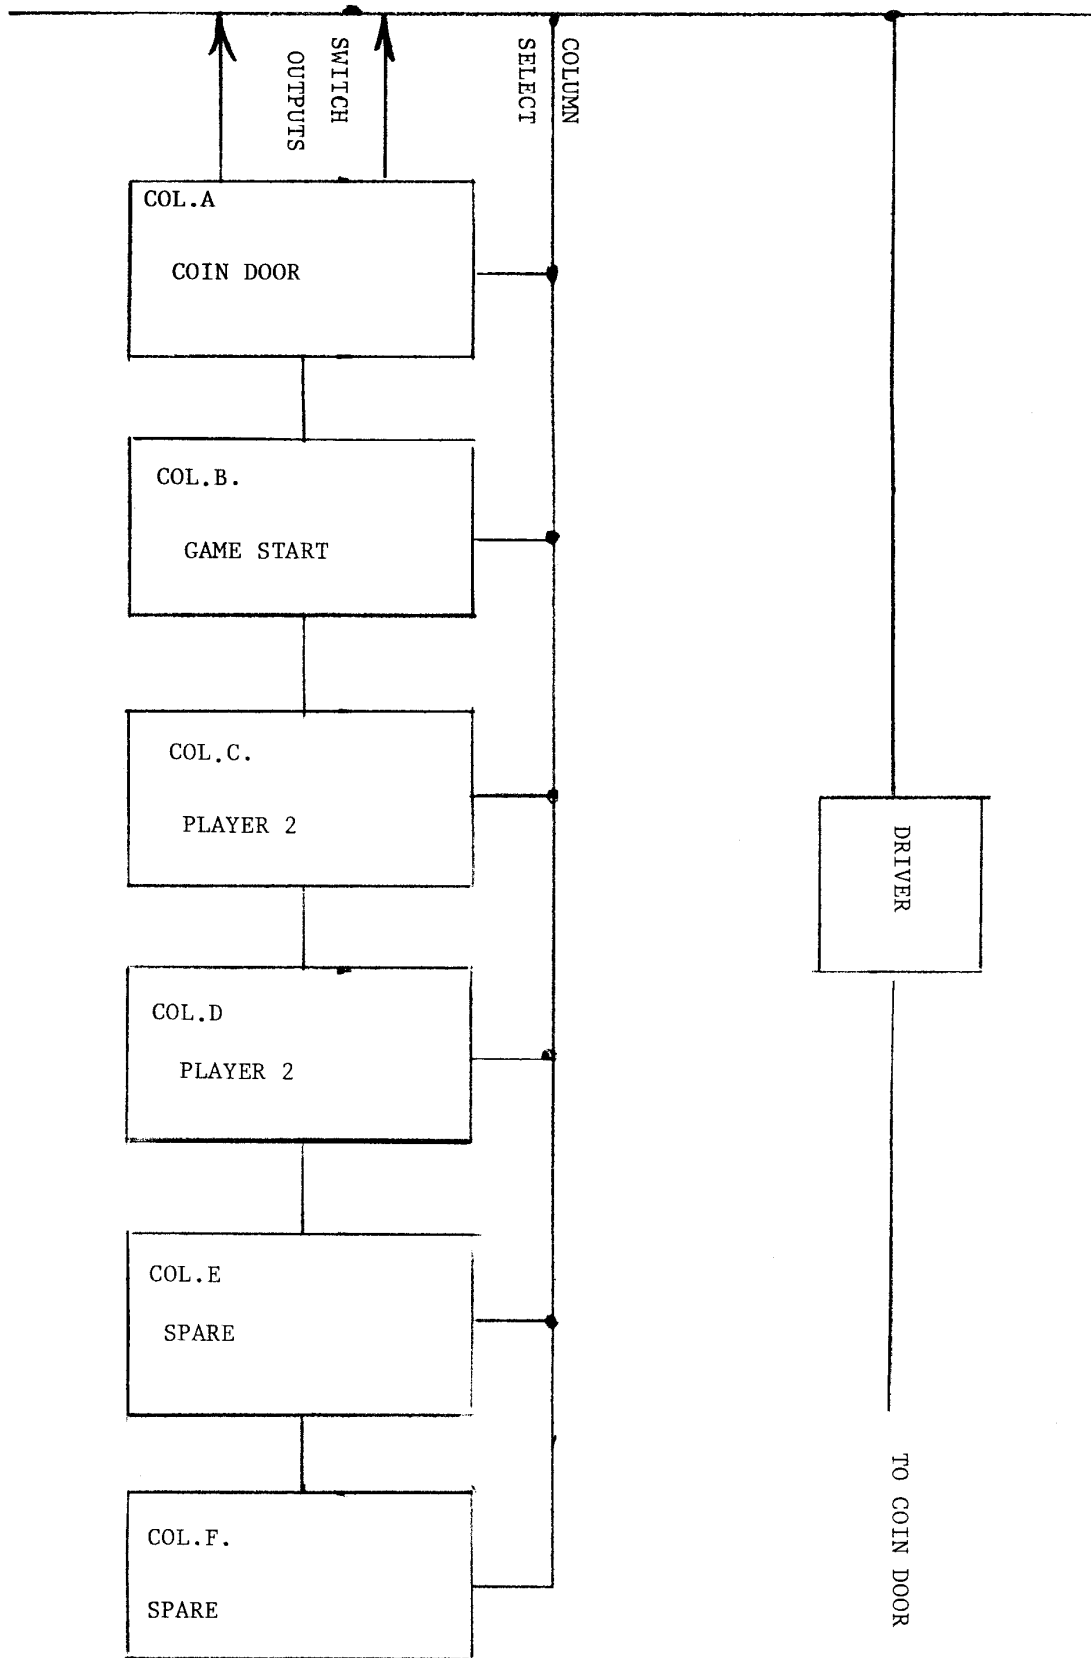 SWITCH
OUTPUTS
COLUMN
SELECT
COL.A
COIN DOOR
COL.B.
GAME START
COL.C.
PLAYER 2
COL.D
PLAYER 2
COL.E
SPARE
COL.F.
SPARE
DRIVER
TO COIN DOOR